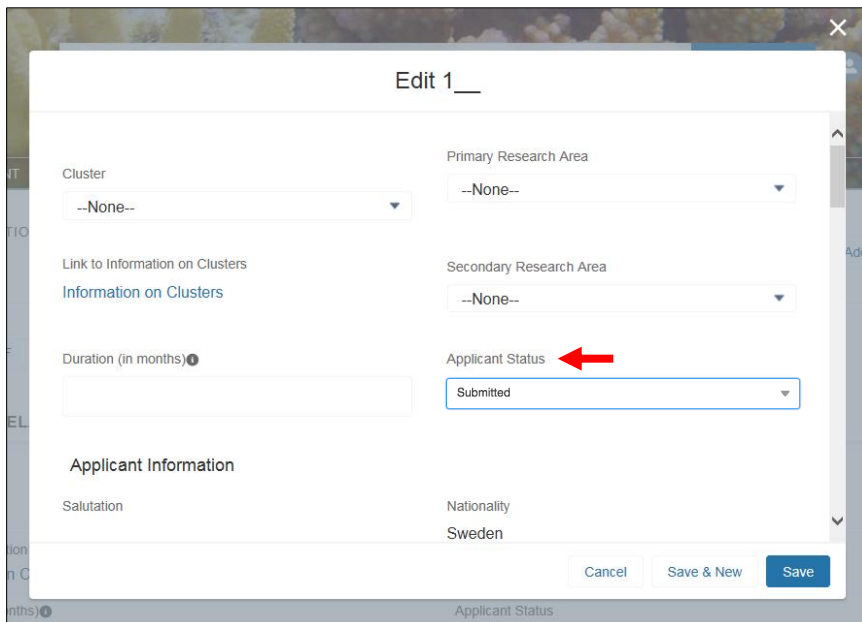 Edit 1__
Cluster
--None--
Primary Research Area
--None--
Link to Information on Clusters
Information on Clusters
Secondary Research Area
--None--
Duration (in months)
Applicant Status
Submitted
Applicant Information
Salutation
Nationality
Sweden
Cancel
Save & New
Save
Applicant Status